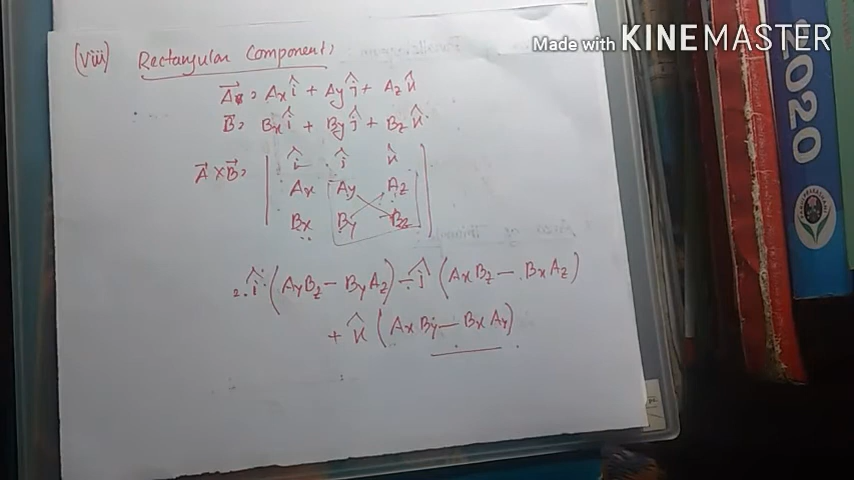 Made with KINEMASTER
(viii) Rectangular Components
A⃗ = Ax î + Ay ĵ + Az k̂
B⃗ = Bx î + By ĵ + Bz k̂
î ĵ k̂
A⃗ × B⃗ = | Ax Ay Az |
Bx By Bz
= î (AyBz − ByAz) − ĵ (AxBz − BxAz)
+ k̂ (AxBy − BxAy)
2020